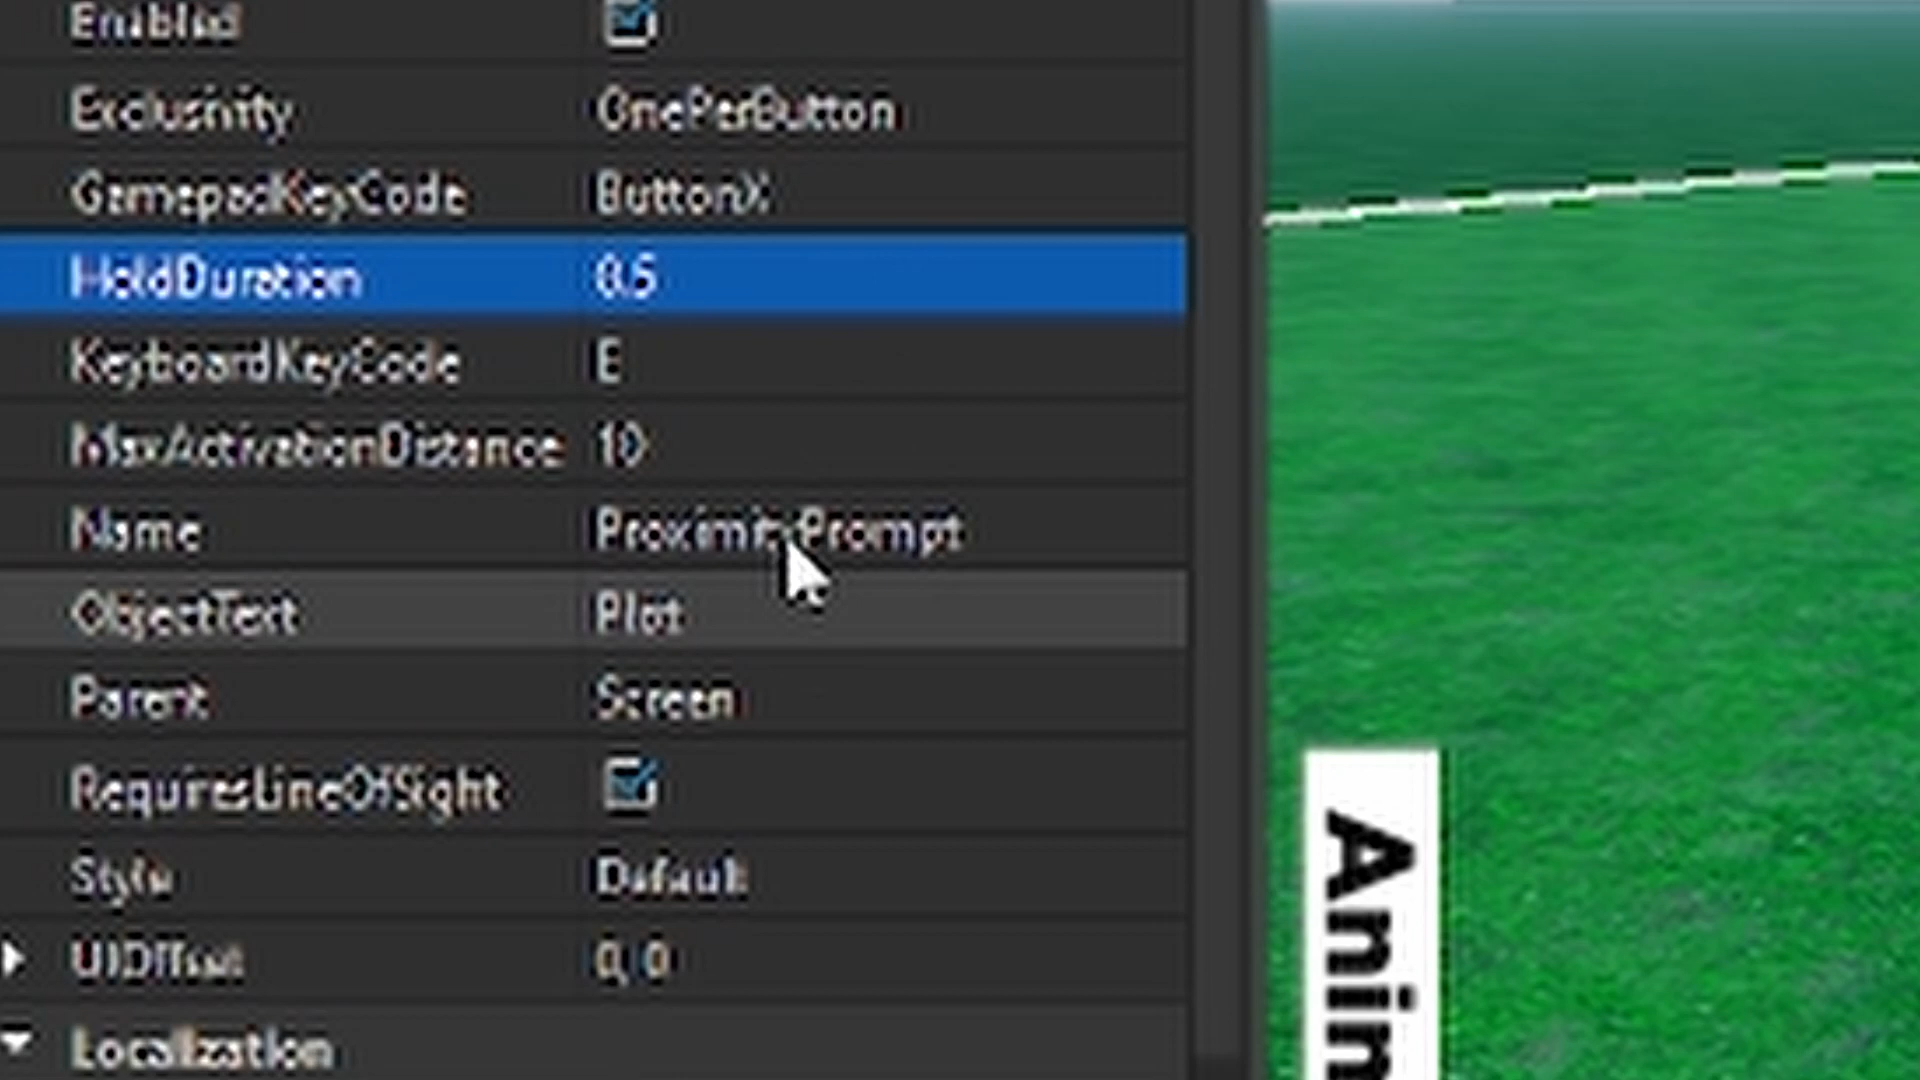 Enabled
Exclusivity OnePerButton
GamepadKeyCode ButtonX
HoldDuration 0.5
KeyboardKeyCode E
MaxActivationDistance 10
Name ProximityPrompt
ObjectText Plot
Parent Screen
RequiresLineOfSight
Style Default
UIOffset 0, 0
Localization
Anim